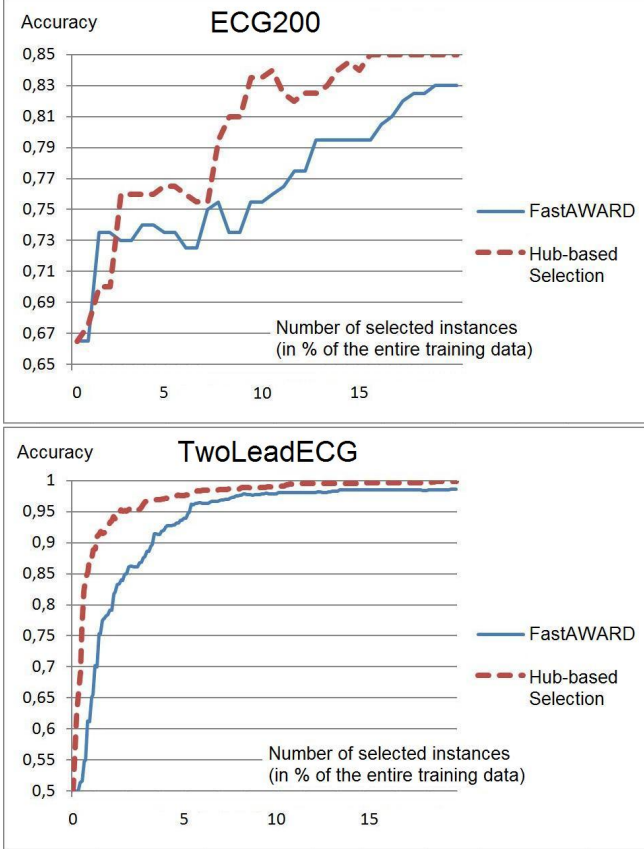 Accuracy
ECG200
0,85
0,83
0,81
0,79
0,77
0,75
0,73
0,71
0,69
0,67
0,65
FastAWARD
Hub-based
Selection
Number of selected instances
(in % of the entire training data)
0 5 10 15
Accuracy
TwoLeadECG
1
0,95
0,9
0,85
0,8
0,75
0,7
0,65
0,6
0,55
0,5
FastAWARD
Hub-based
Selection
Number of selected instances
(in % of the entire training data)
0 5 10 15